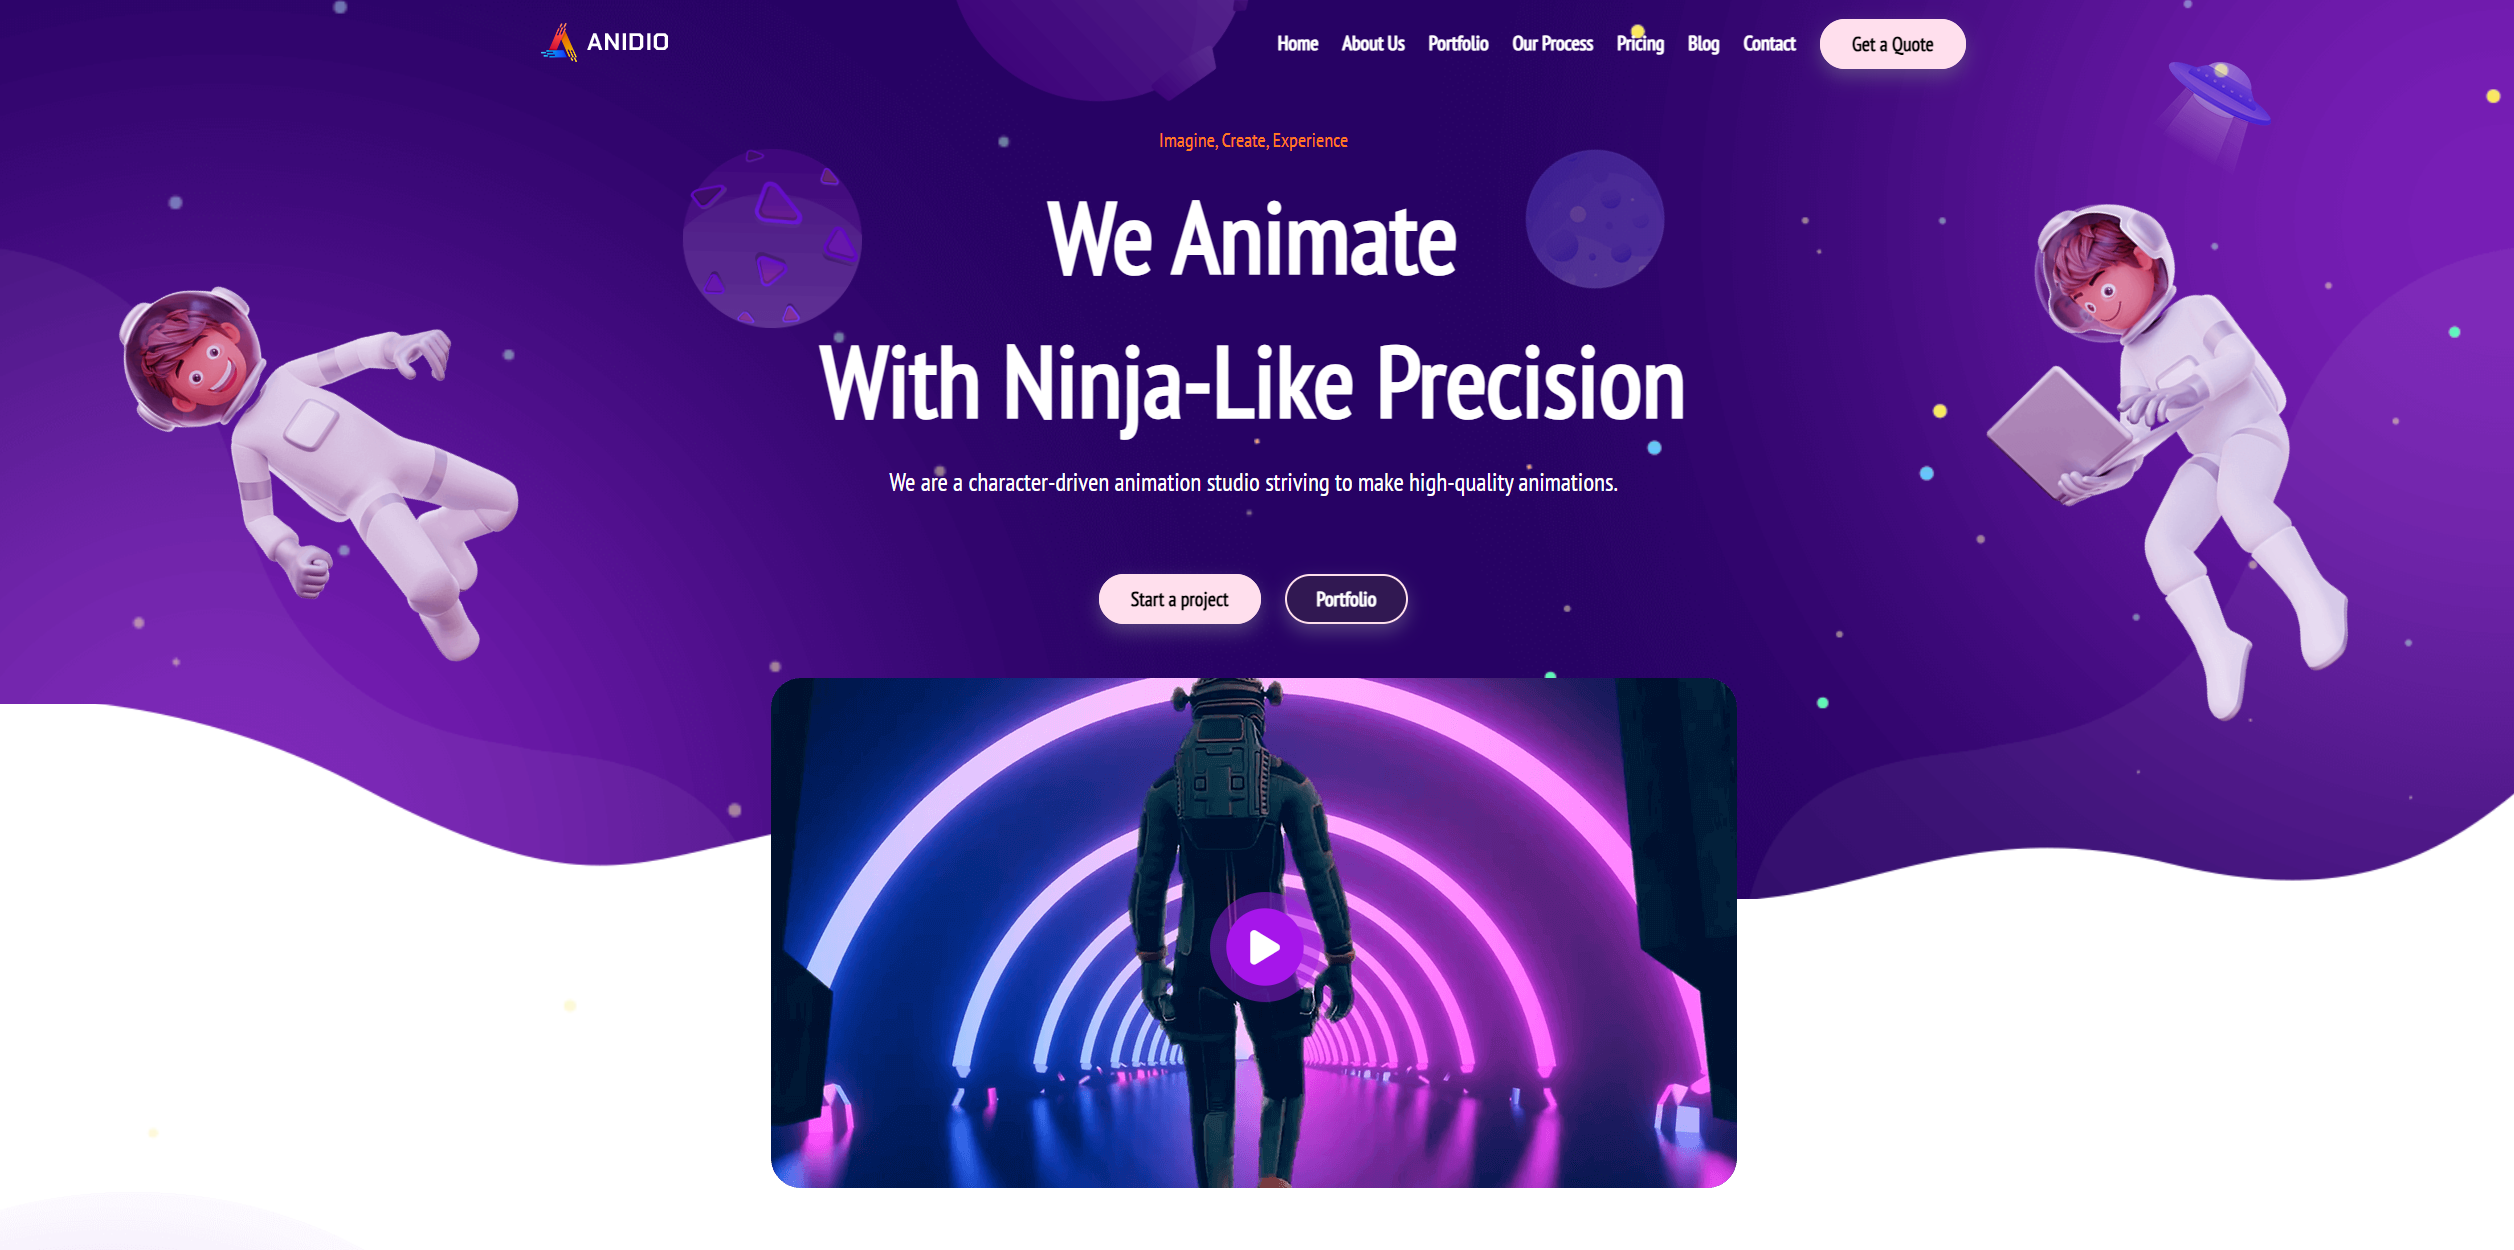 ANIDIO
Home About Us Portfolio Our Process Pricing Blog Contact Get a Quote
Imagine, Create, Experience
We Animate
With Ninja-Like Precision
We are a character-driven animation studio striving to make high-quality animations.
Start a project Portfolio